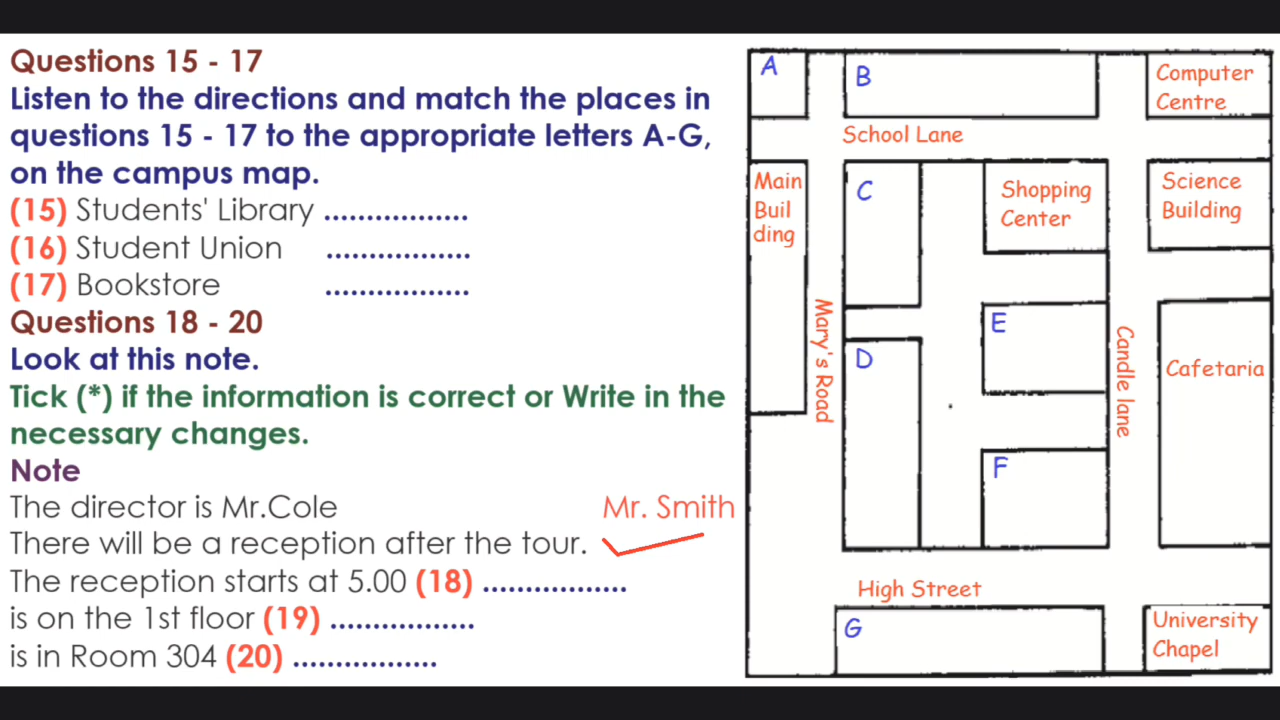 Questions 15 - 17
Listen to the directions and match the places in
questions 15 - 17 to the appropriate letters A-G,
on the campus map.
(15) Students' Library ..................
(16) Student Union ..................
(17) Bookstore ..................
Questions 18 - 20
Look at this note.
Tick (*) if the information is correct or Write in the
necessary changes.
Note
The director is Mr.Cole Mr. Smith
There will be a reception after the tour.
The reception starts at 5.00 (18) ..................
is on the 1st floor (19) ..................
is in Room 304 (20) ..................
A
B
Computer
Centre
School Lane
Main
Buil
ding
C
Shopping
Center
Science
Building
Mary's Road
D
E
Candle lane
Cafetaria
F
High Street
G
University
Chapel